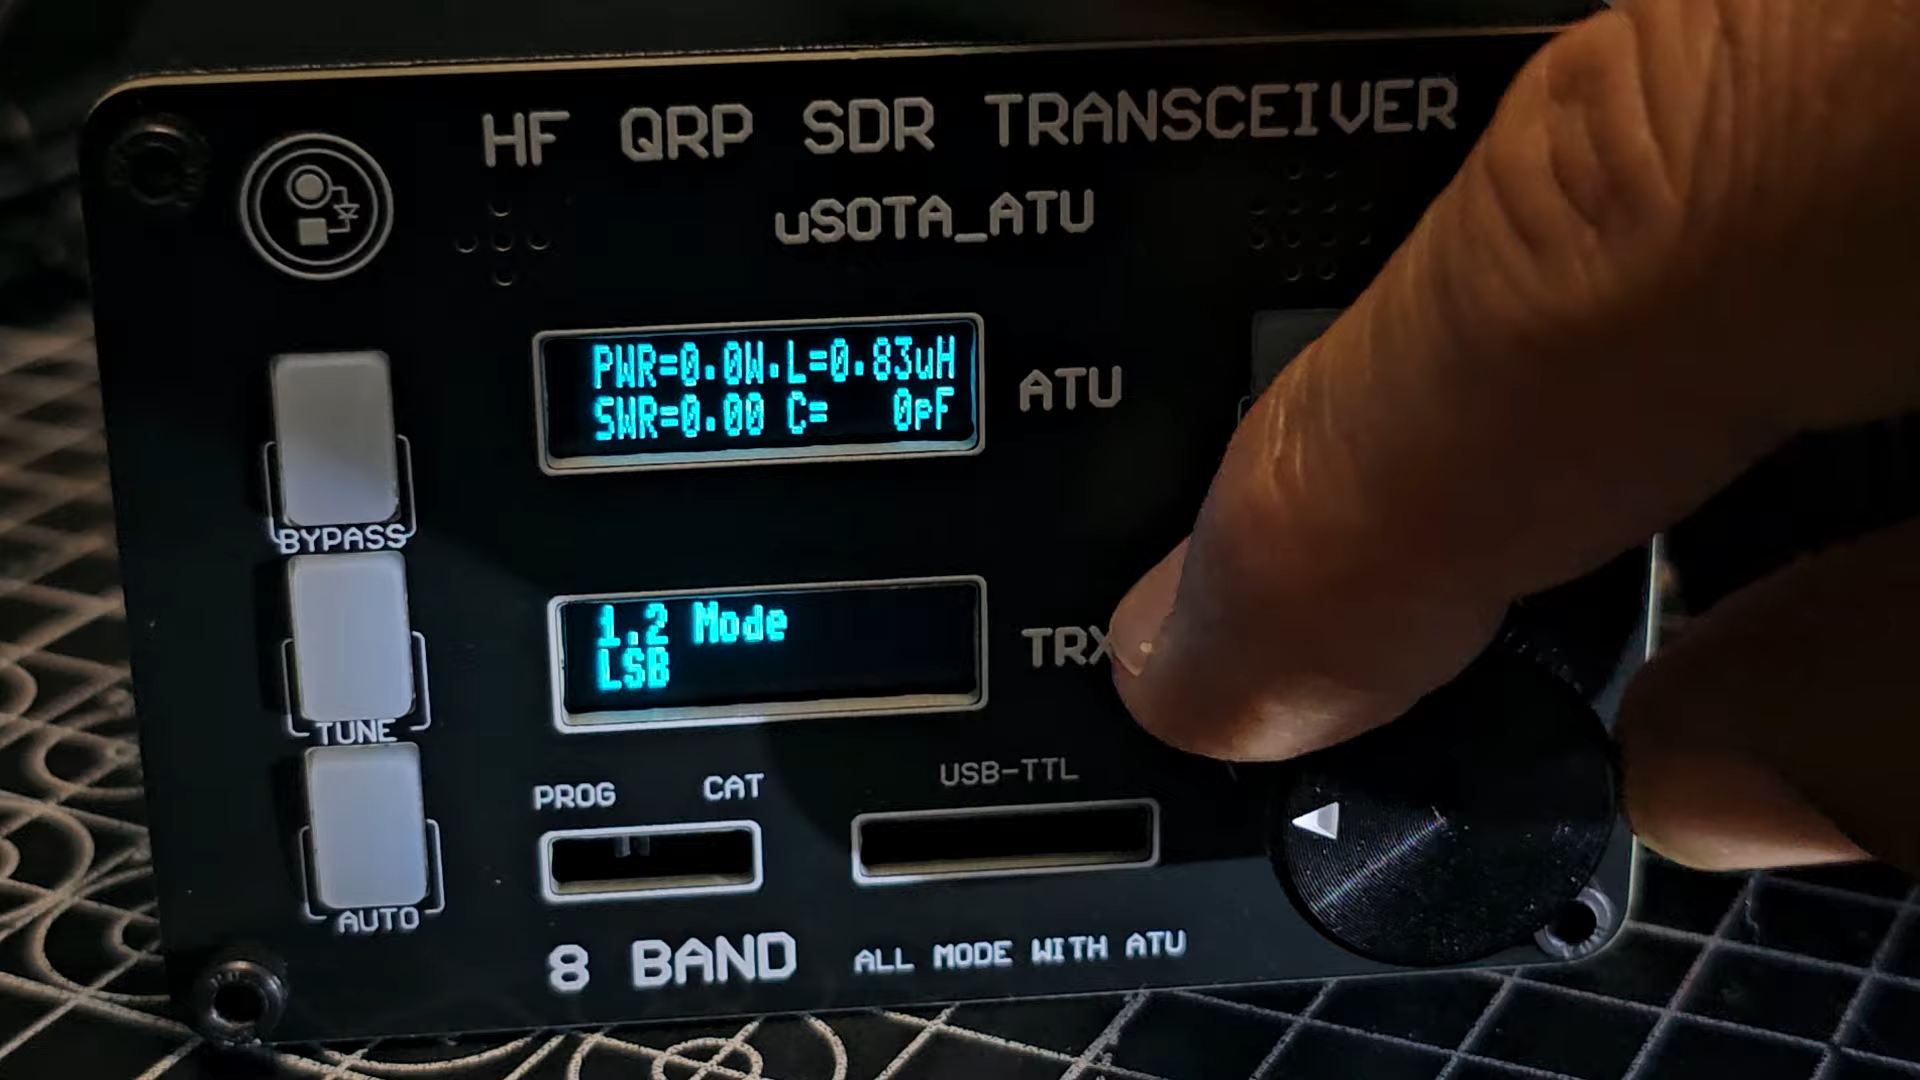 HF QRP SDR TRANSCEIVER
uSOTA_ATU
PWR=0.0W.L=0.83uH
SWR=0.00 C= 0pF
ATU
BYPASS
1.2 Mode
LSB
TRX
TUNE
USB-TTL
PROG CAT
AUTO
8 BAND
ALL MODE WITH ATU